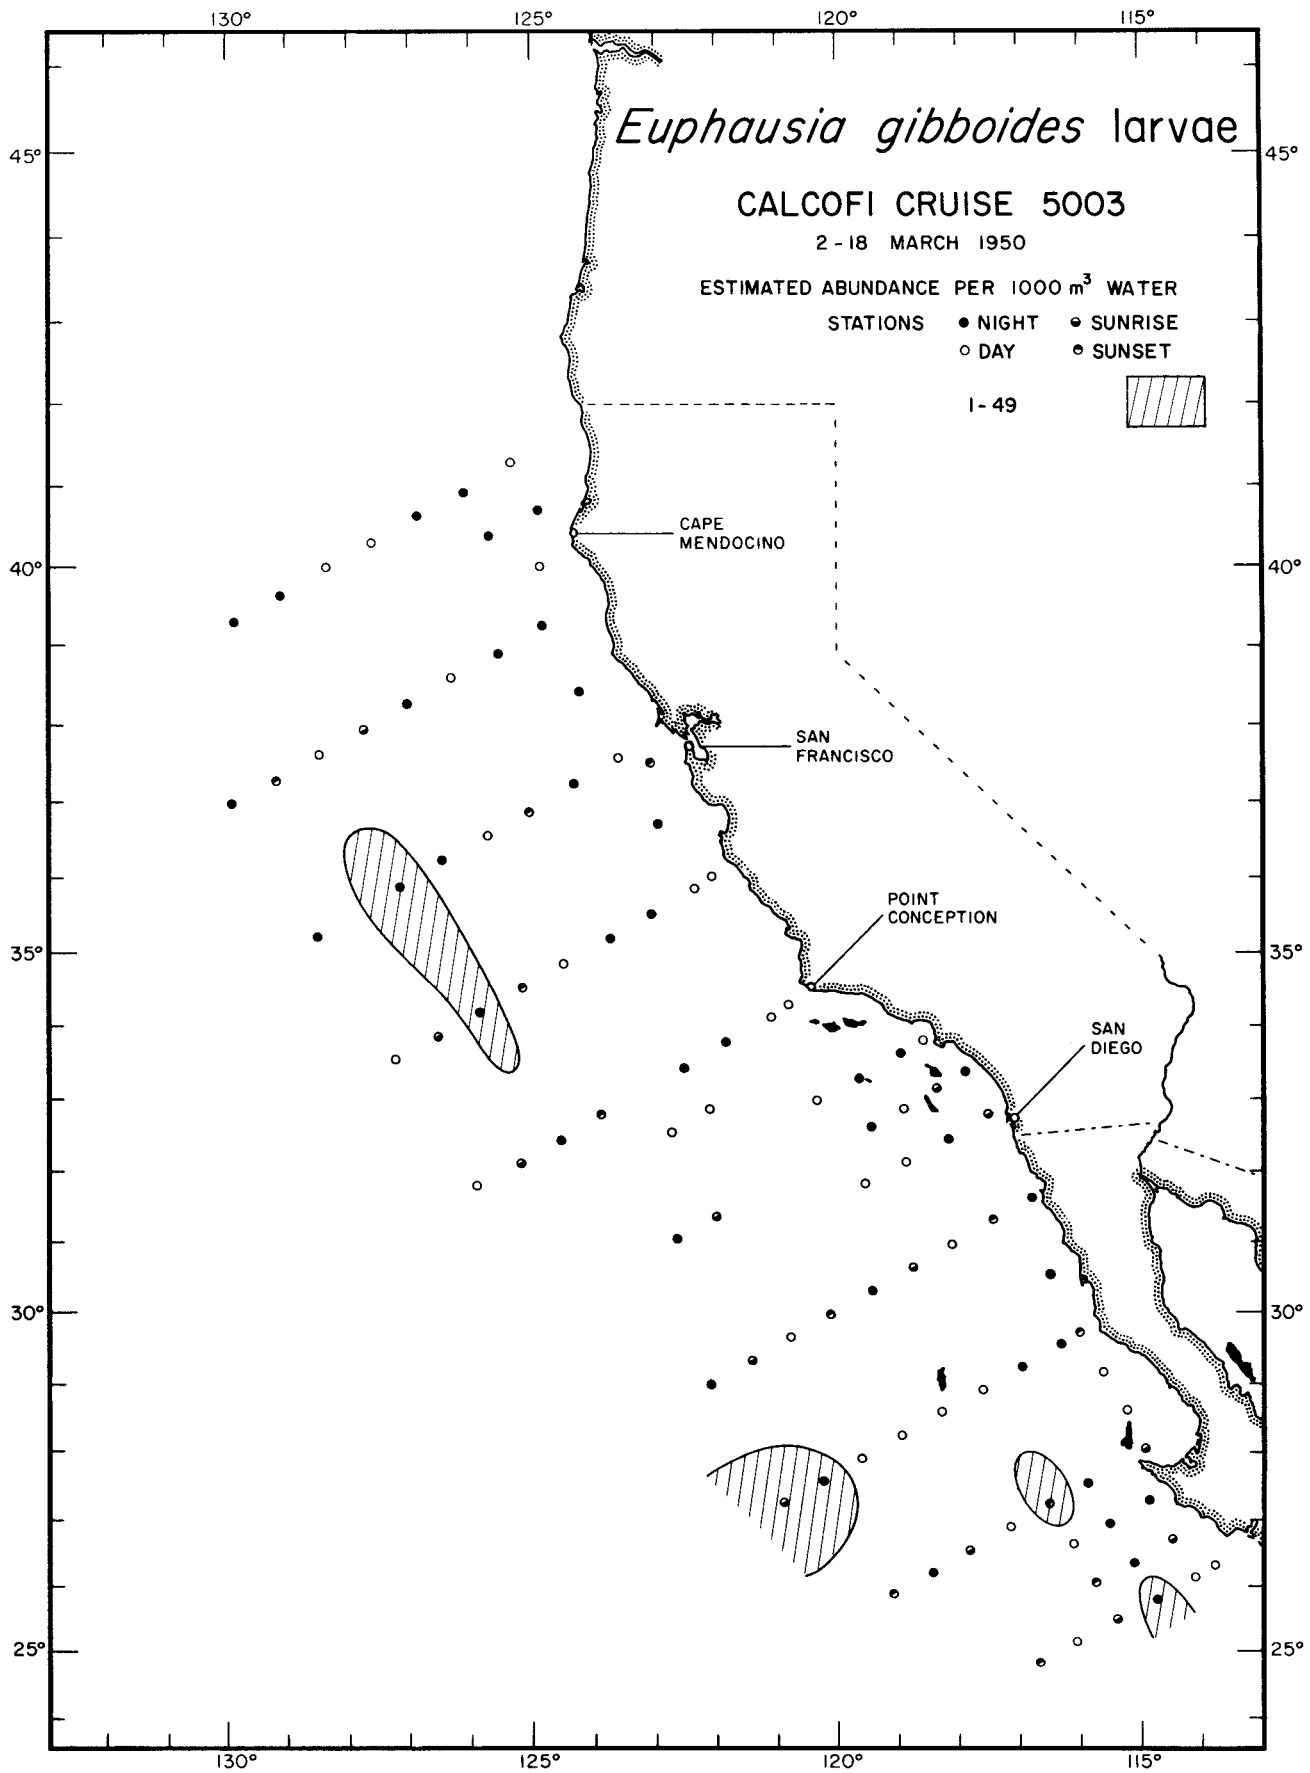 130° 125° 120° 115°
Euphausia gibboides larvae
45° 45°
CALCOFI CRUISE 5003
2-18 MARCH 1950
ESTIMATED ABUNDANCE PER 1000 m³ WATER
STATIONS ● NIGHT ◒ SUNRISE
○ DAY ◓ SUNSET
1-49
CAPE
MENDOCINO
40° 40°
SAN
FRANCISCO
POINT
CONCEPTION
35° 35°
SAN
DIEGO
30° 30°
25° 25°
130° 125° 120° 115°